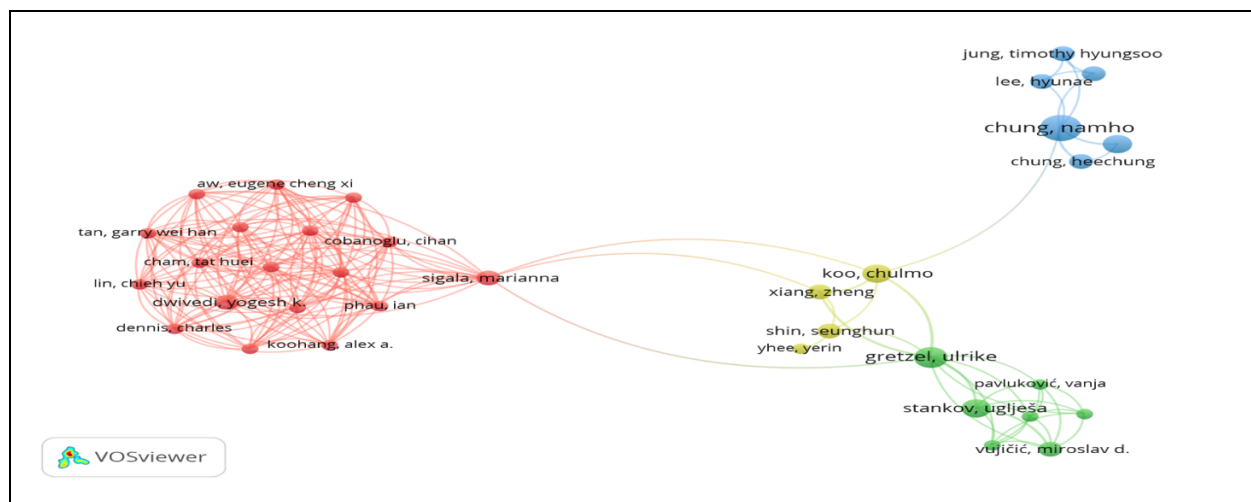 jung, timothy hyungsoo
lee, hyunae
chung, namho
chung, heechung
aw, eugene cheng xi
tan, garry wei han
cobanoglu, cihan
cham, tat huei
lin, chieh yu
dwivedi, yogesh k.
phau, ian
dennis, charles
koohang, alex a.
sigala, marianna
koo, chulmo
xiang, zheng
shin, seunghun
yhee, yerin
gretzel, ulrike
pavluković, vanja
stankov, uglješa
vujičić, miroslav d.
VOSviewer